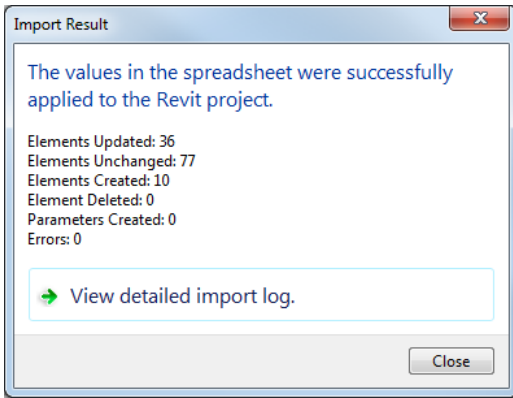 Import Result
The values in the spreadsheet were successfully
applied to the Revit project.
Elements Updated: 36
Elements Unchanged: 77
Elements Created: 10
Element Deleted: 0
Parameters Created: 0
Errors: 0
View detailed import log.
Close